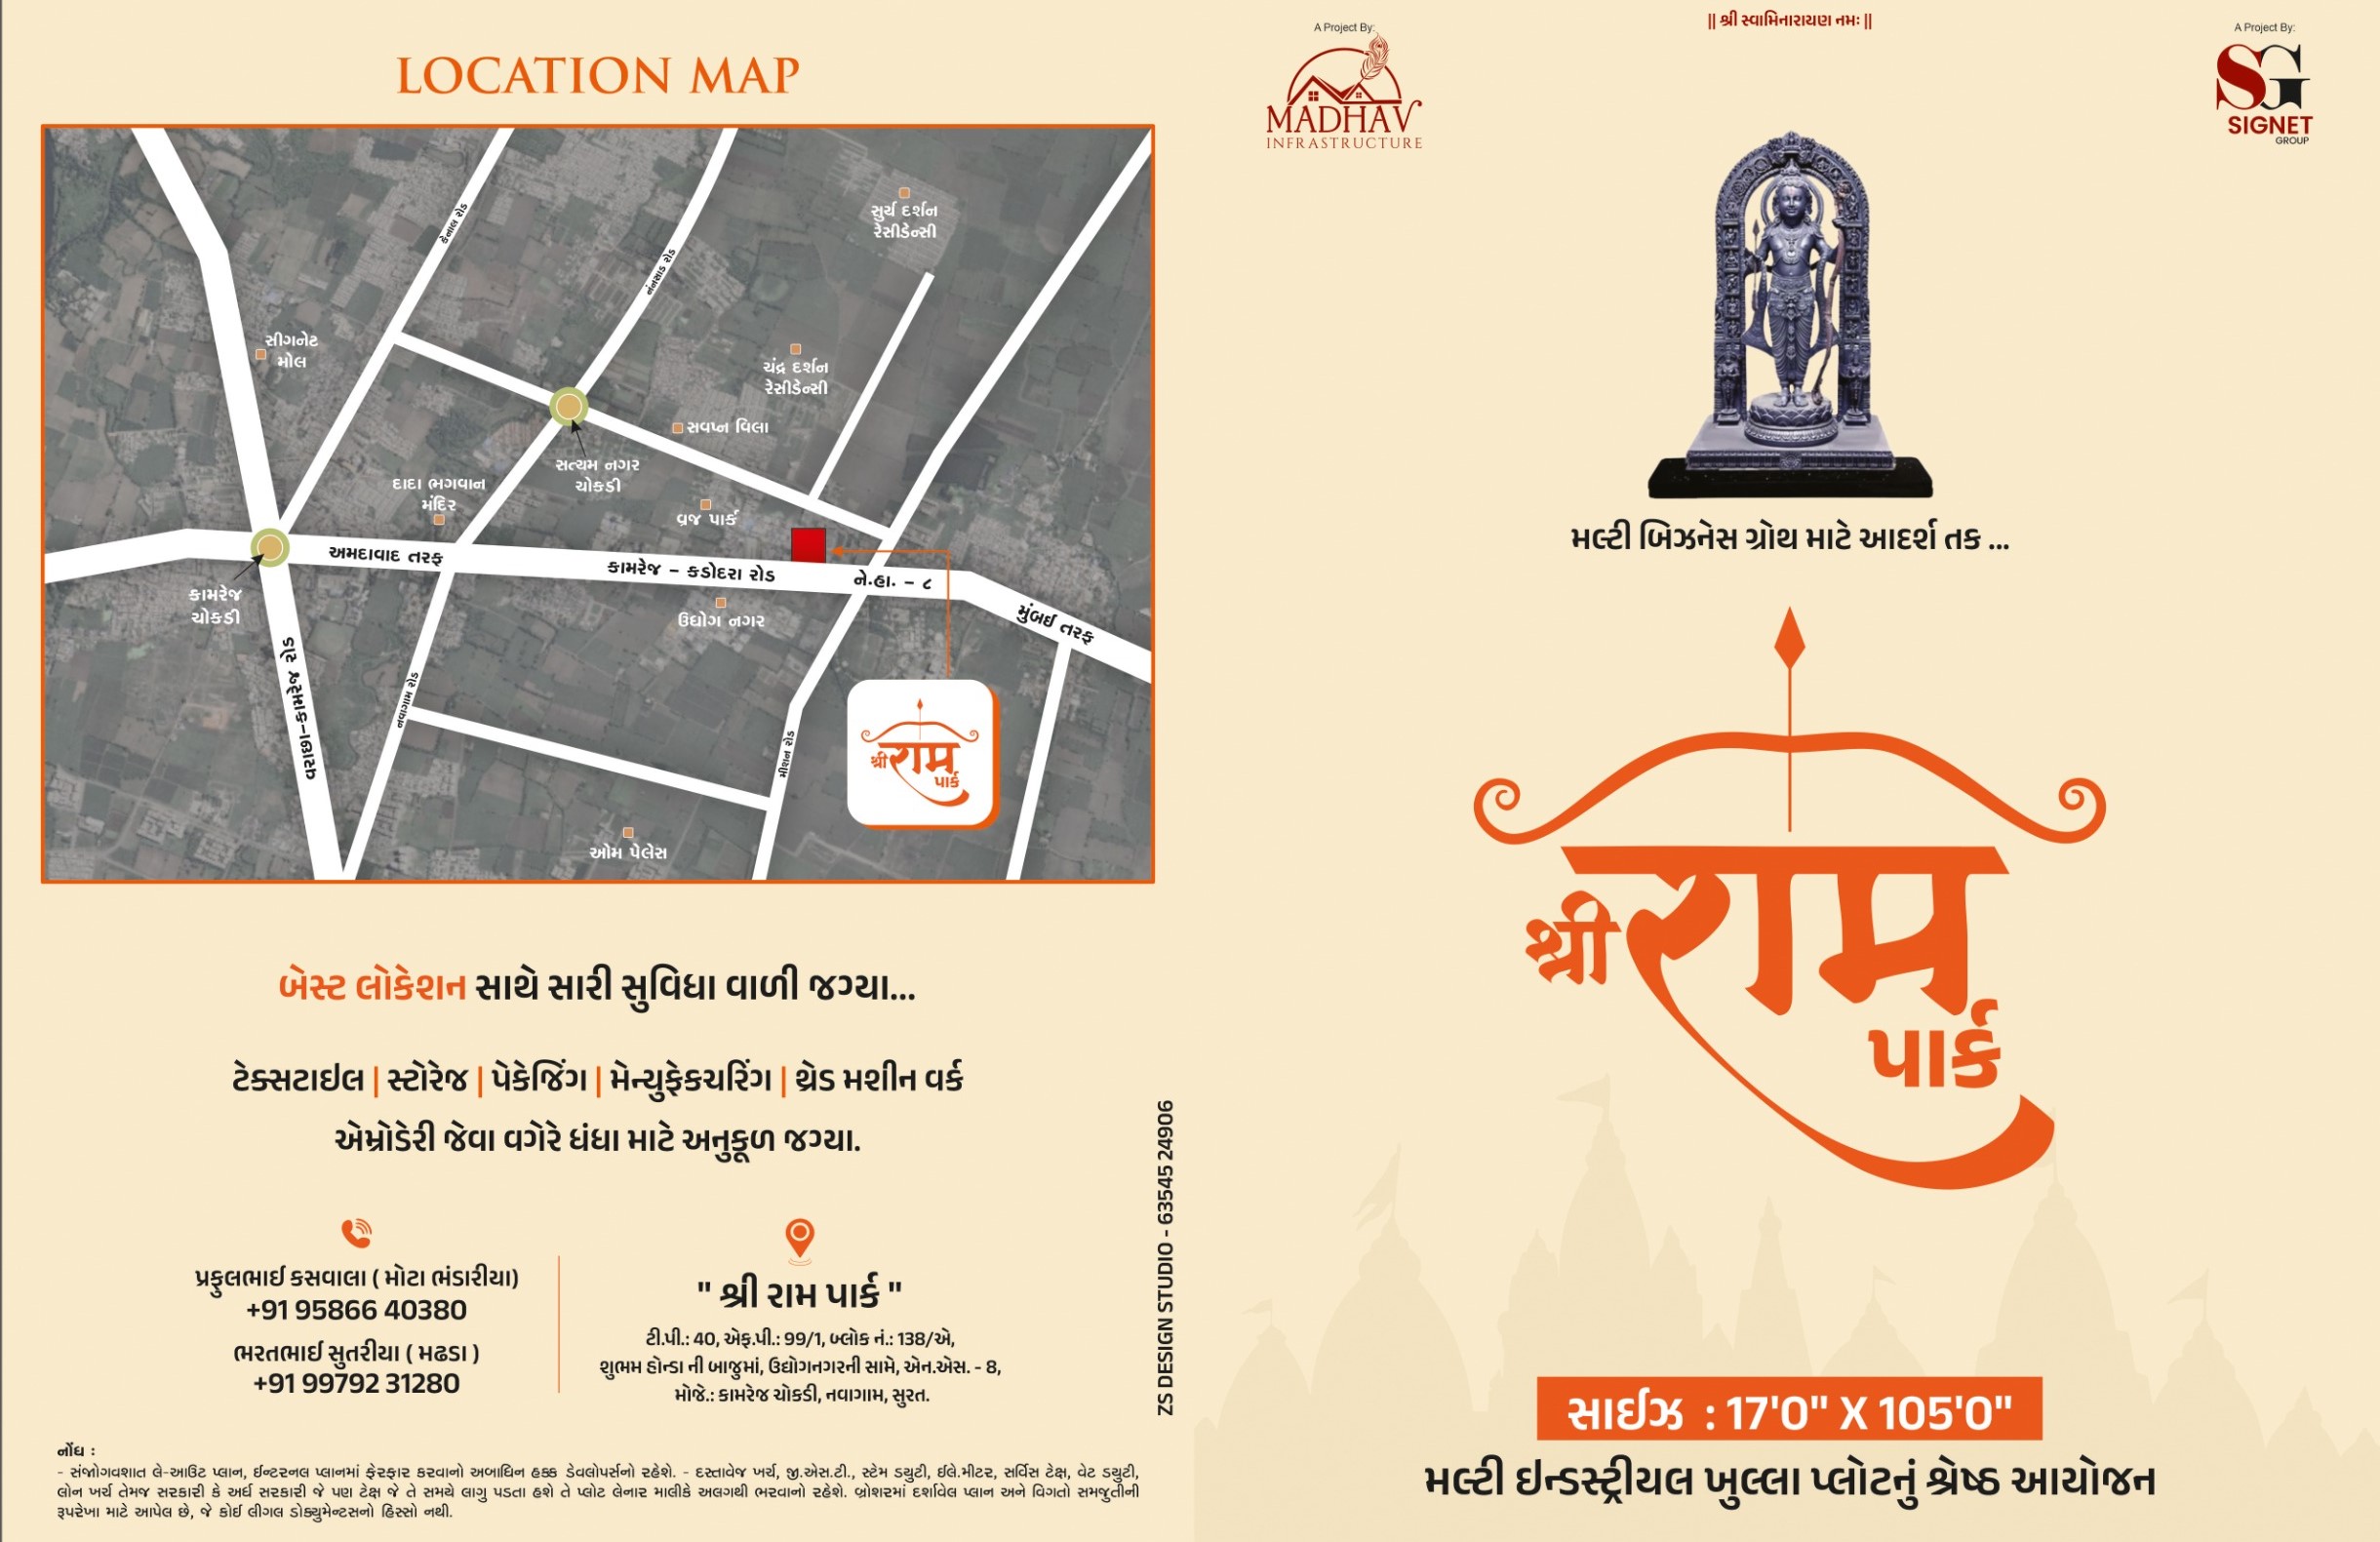 LOCATION MAP
કેનાલ રોડ
નંનસાડ રોડ
સુર્ય દર્શન
રેસીડેન્સી
સીગનેટ
મોલ
ચંદ્ર દર્શન
રેસીડેન્સી
સવપ્ન વિલા
સત્યમ નગર
ચોકડી
દાદા ભગવાન
મંદિર
વ્રજ પાર્ક
અમદાવાદ તરફ
કામરેજ – કડોદરા રોડ
ને.હા. – ૮
મુંબઈ તરફ
કામરેજ
ચોકડી
ઉદ્યોગ નગર
વરાછા-કામરેજ રોડ
નવાગામ રોડ
મીશન રોડ
શ્રી રામ
પાર્ક
ઓમ પેલેસ
બેસ્ટ લોકેશન સાથે સારી સુવિધા વાળી જગ્યા...
ટેક્સટાઇલ | સ્ટોરેજ | પેકેજિંગ | મેન્યુફેકચરિંગ | થ્રેડ મશીન વર્ક
એમ્રોડેરી જેવા વગેરે ધંધા માટે અનુકૂળ જગ્યા.
પ્રફુલભાઈ કસવાલા ( મોટા ભંડારીયા)
+91 95866 40380
ભરતભાઈ સુતરીયા ( મઢડા )
+91 99792 31280
" શ્રી રામ પાર્ક "
ટી.પી.: 40, એફ.પી.: 99/1, બ્લોક નં.: 138/એ,
શુભમ હોન્ડા ની બાજુમાં, ઉદ્યોગનગરની સામે, એન.એસ. - 8,
મોજે.: કામરેજ ચોકડી, નવાગામ, સુરત.
નોંધ :
- સંજોગવશાત લે-આઉટ પ્લાન, ઈન્ટરનલ પ્લાનમાં ફેરફાર કરવાનો અબાધિન હક્ક ડેવલોપર્સનો રહેશે. - દસ્તાવેજ ખર્ચ, જી.એસ.ટી., સ્ટેમ ડયુટી, ઈલે.મીટર, સર્વિસ ટેક્ષ, વેટ ડયુટી,
લોન ખર્ચ તેમજ સરકારી કે અર્ધ સરકારી જે પણ ટેક્ષ જે તે સમયે લાગુ પડતા હશે તે પ્લોટ લેનાર માલીકે અલગથી ભરવાનો રહેશે. બ્રોશરમાં દર્શાવેલ પ્લાન અને વિગતો સમજુતીની
રૂપરેખા માટે આપેલ છે, જે કોઈ લીગલ ડોક્યુમેન્ટસનો હિસ્સો નથી.
ZS DESIGN STUDIO - 63545 24906
|| શ્રી સ્વામિનારાયણ નમઃ ||
A Project By:
MADHAV
INFRASTRUCTURE
A Project By:
SG
SIGNET
GROUP
મલ્ટી બિઝનેસ ગ્રોથ માટે આદર્શ તક ...
શ્રી રામ
પાર્ક
સાઈઝ : 17'0" X 105'0"
મલ્ટી ઇન્ડસ્ટ્રીયલ ખુલ્લા પ્લોટનું શ્રેષ્ઠ આયોજન